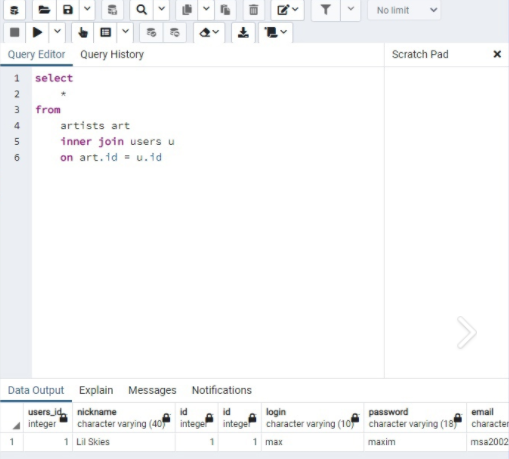 No limit
Query Editor Query History Scratch Pad
1 select
2 *
3 from
4 artists art
5 inner join users u
6 on art.id = u.id
Data Output Explain Messages Notifications
users_id nickname id id login password email
integer character varying (40) integer integer character varying (10) character varying (18) character
1 1 Lil Skies 1 1 max maxim msa2002